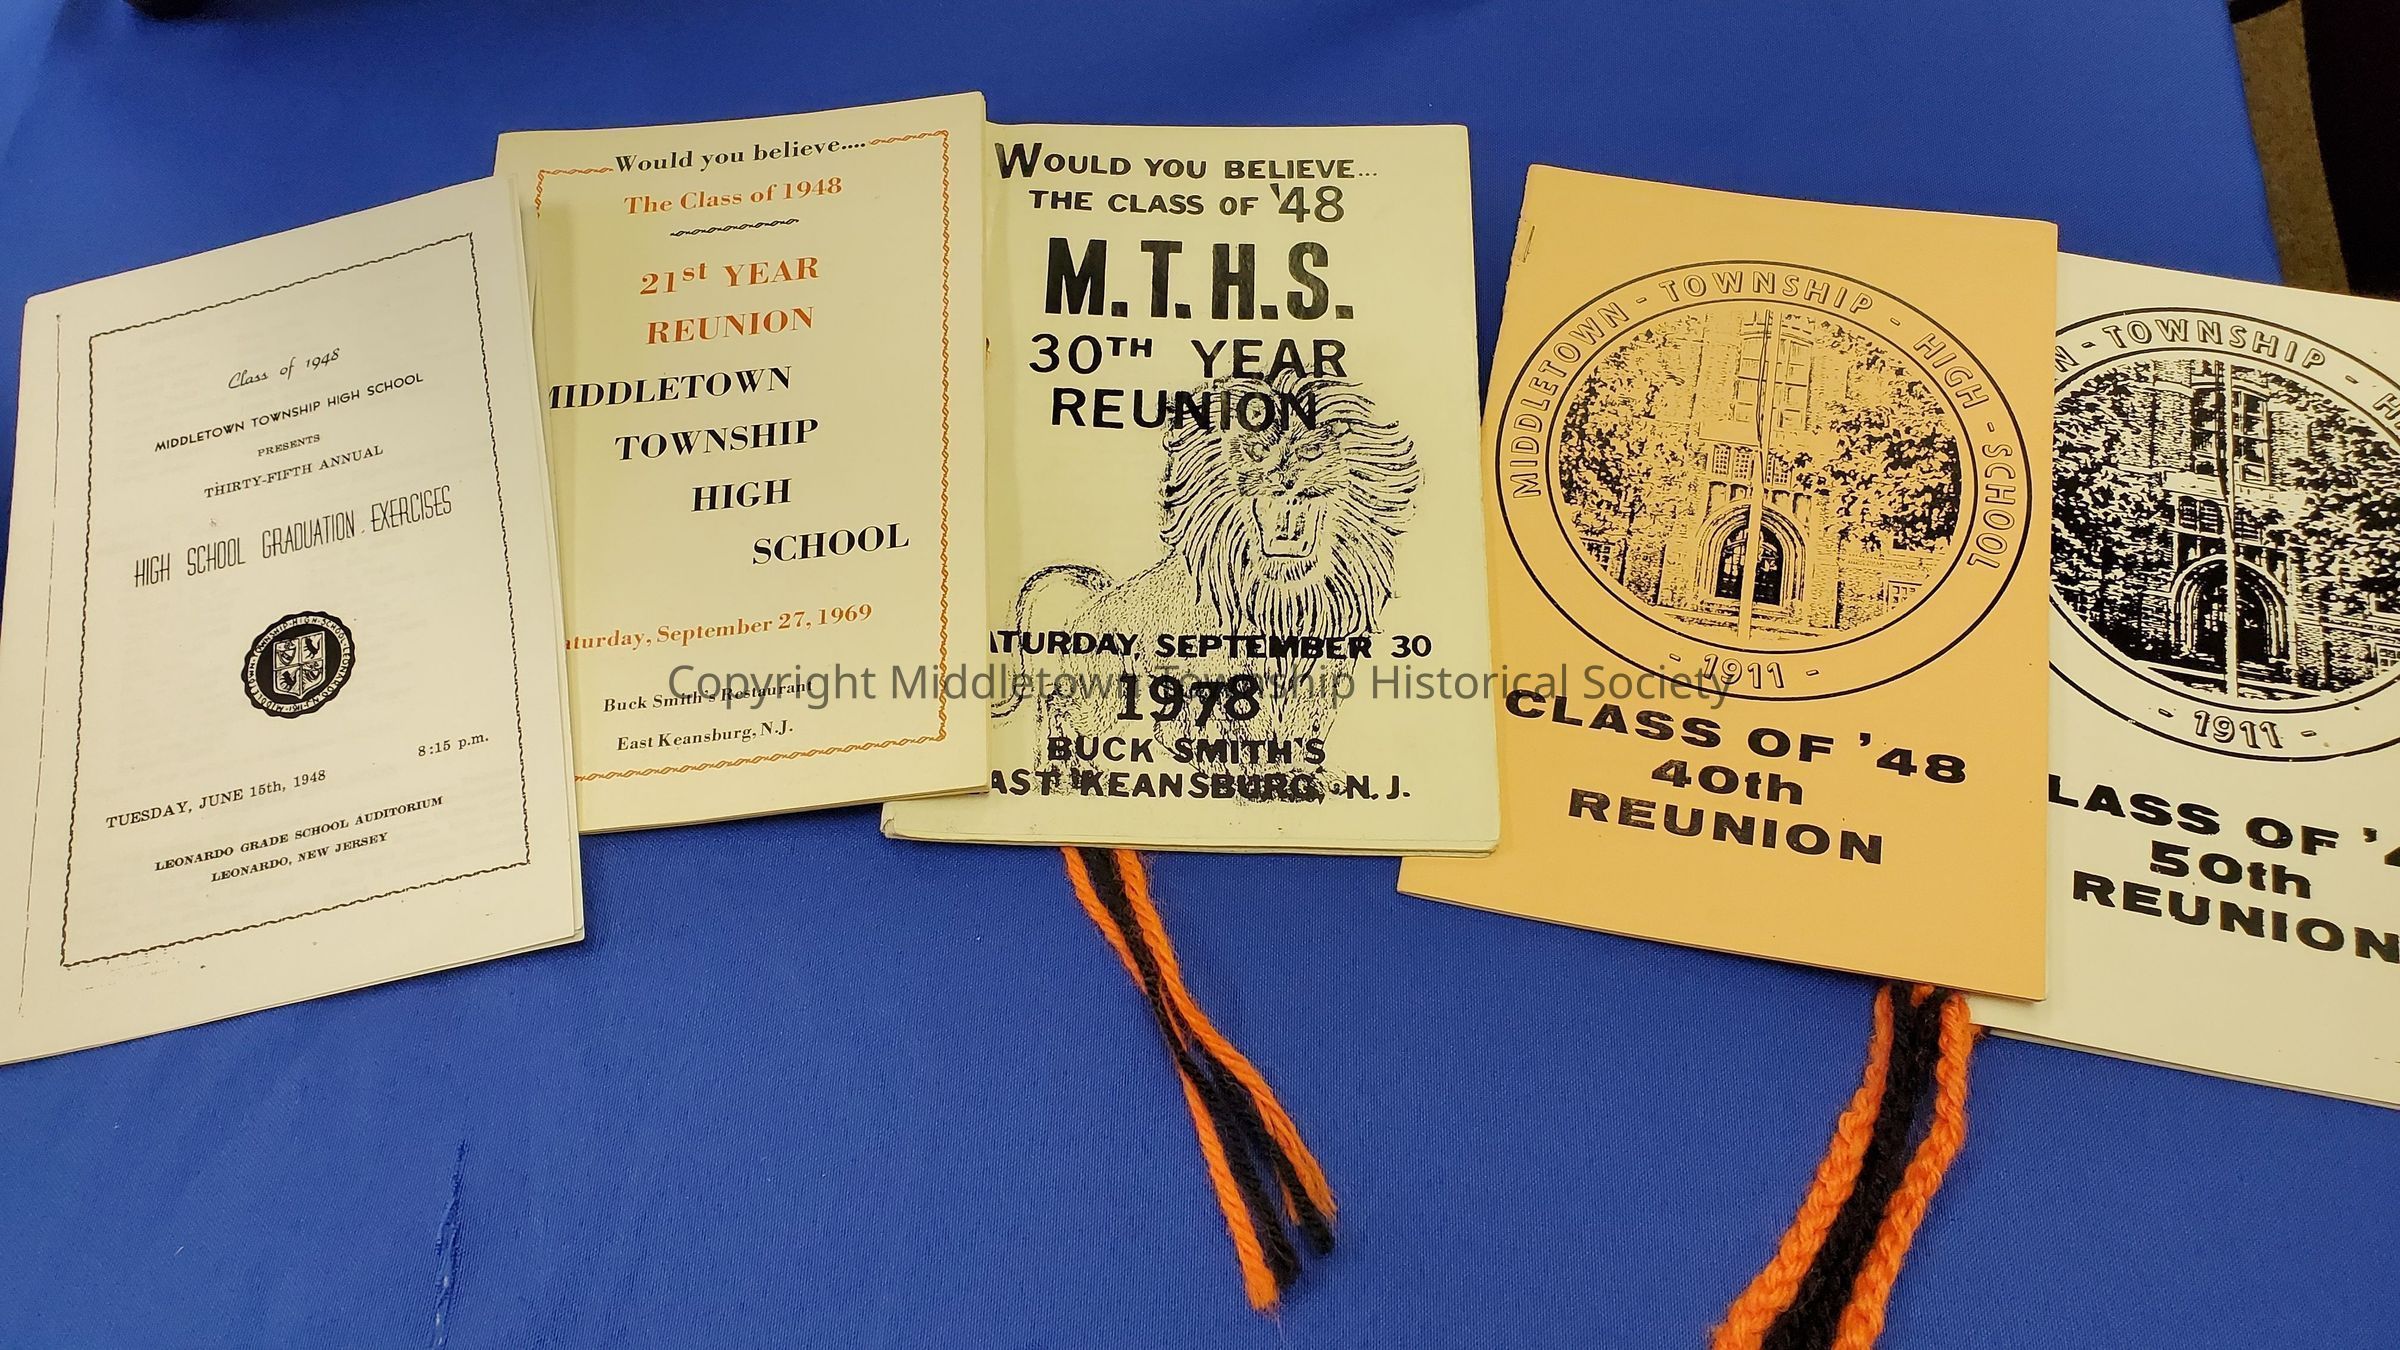 Class of 1948
MIDDLETOWN TOWNSHIP HIGH SCHOOL
PRESENTS
THIRTY-FIFTH ANNUAL
HIGH SCHOOL GRADUATION EXERCISES
8:15 p.m.
TUESDAY, JUNE 15th, 1948
LEONARDO GRADE SCHOOL AUDITORIUM
LEONARDO, NEW JERSEY
Would you believe....
The Class of 1948
21st YEAR
REUNION
MIDDLETOWN
TOWNSHIP
HIGH
SCHOOL
aturday, September 27, 1969
Buck Smith's Restaurant
East Keansburg, N.J.
WOULD YOU BELIEVE...
THE CLASS OF '48
M.T.H.S.
30TH YEAR
REUNION
ATURDAY, SEPTEMBER 30
1978
BUCK SMITH'S
AST KEANSBURG, N.J.
MIDDLETOWN - TOWNSHIP - HIGH - SCHOOL
- 1911 -
CLASS OF '48
40th
REUNION
N - TOWNSHIP - H
- 1911 -
LASS OF '4
50th
REUNION
Copyright Middletown Township Historical Society